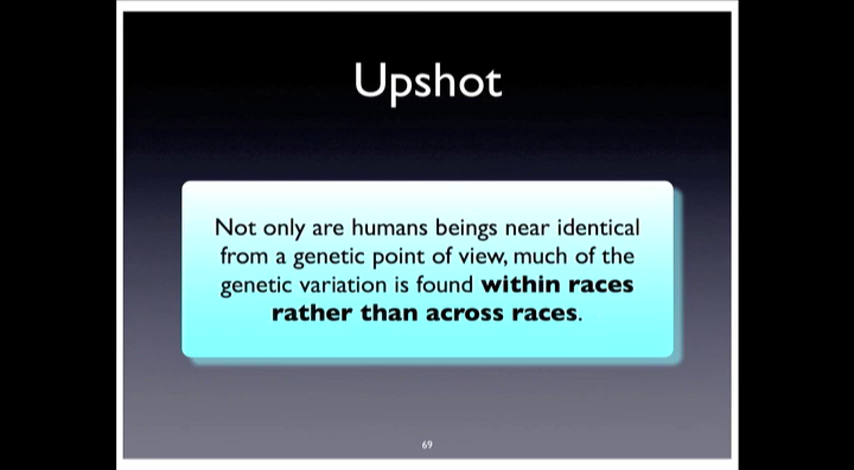 Upshot
Not only are humans beings near identical
from a genetic point of view, much of the
genetic variation is found within races
rather than across races.
69